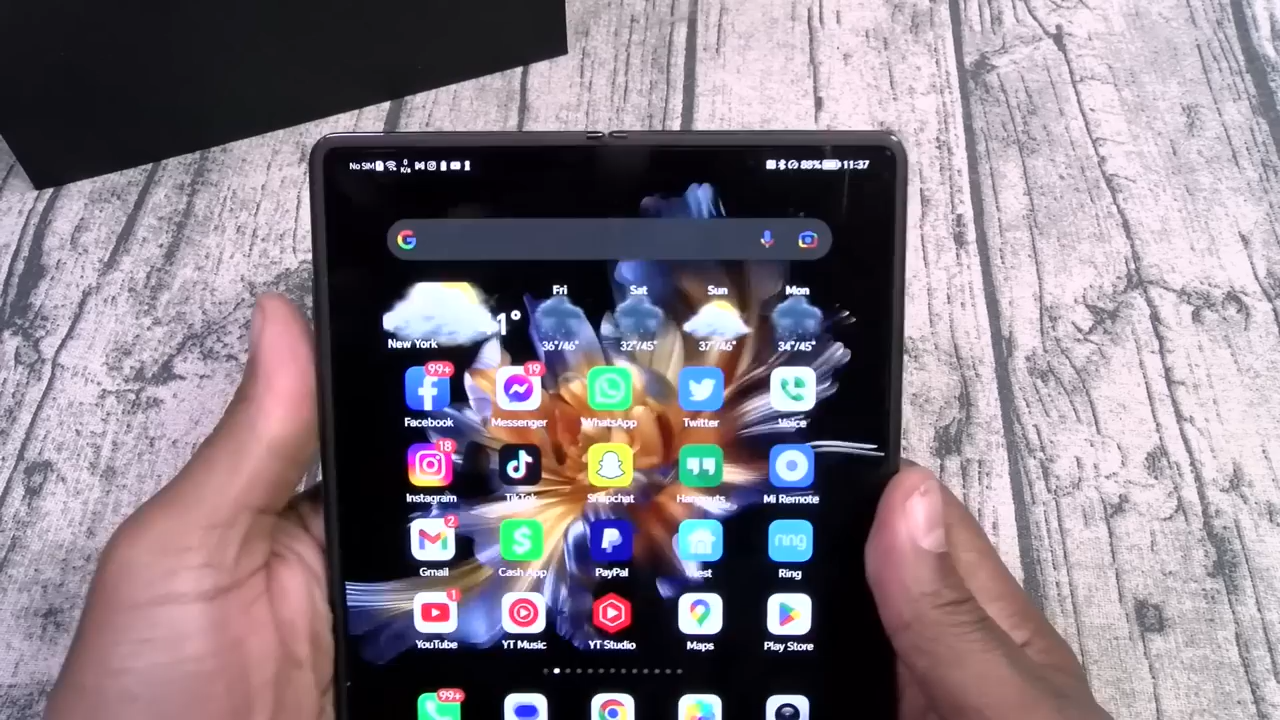 No SIM 0 K/s 88% 11:37
Fri Sat Sun Mon
1°
New York 36°/46° 32°/45° 37°/46° 34°/45°
99+ 19
Facebook Messenger WhatsApp Twitter Voice
18
Instagram TikTok Snapchat Hangouts Mi Remote
2 $ ring
Gmail Cash App PayPal Nest Ring
1
YouTube YT Music YT Studio Maps Play Store
99+